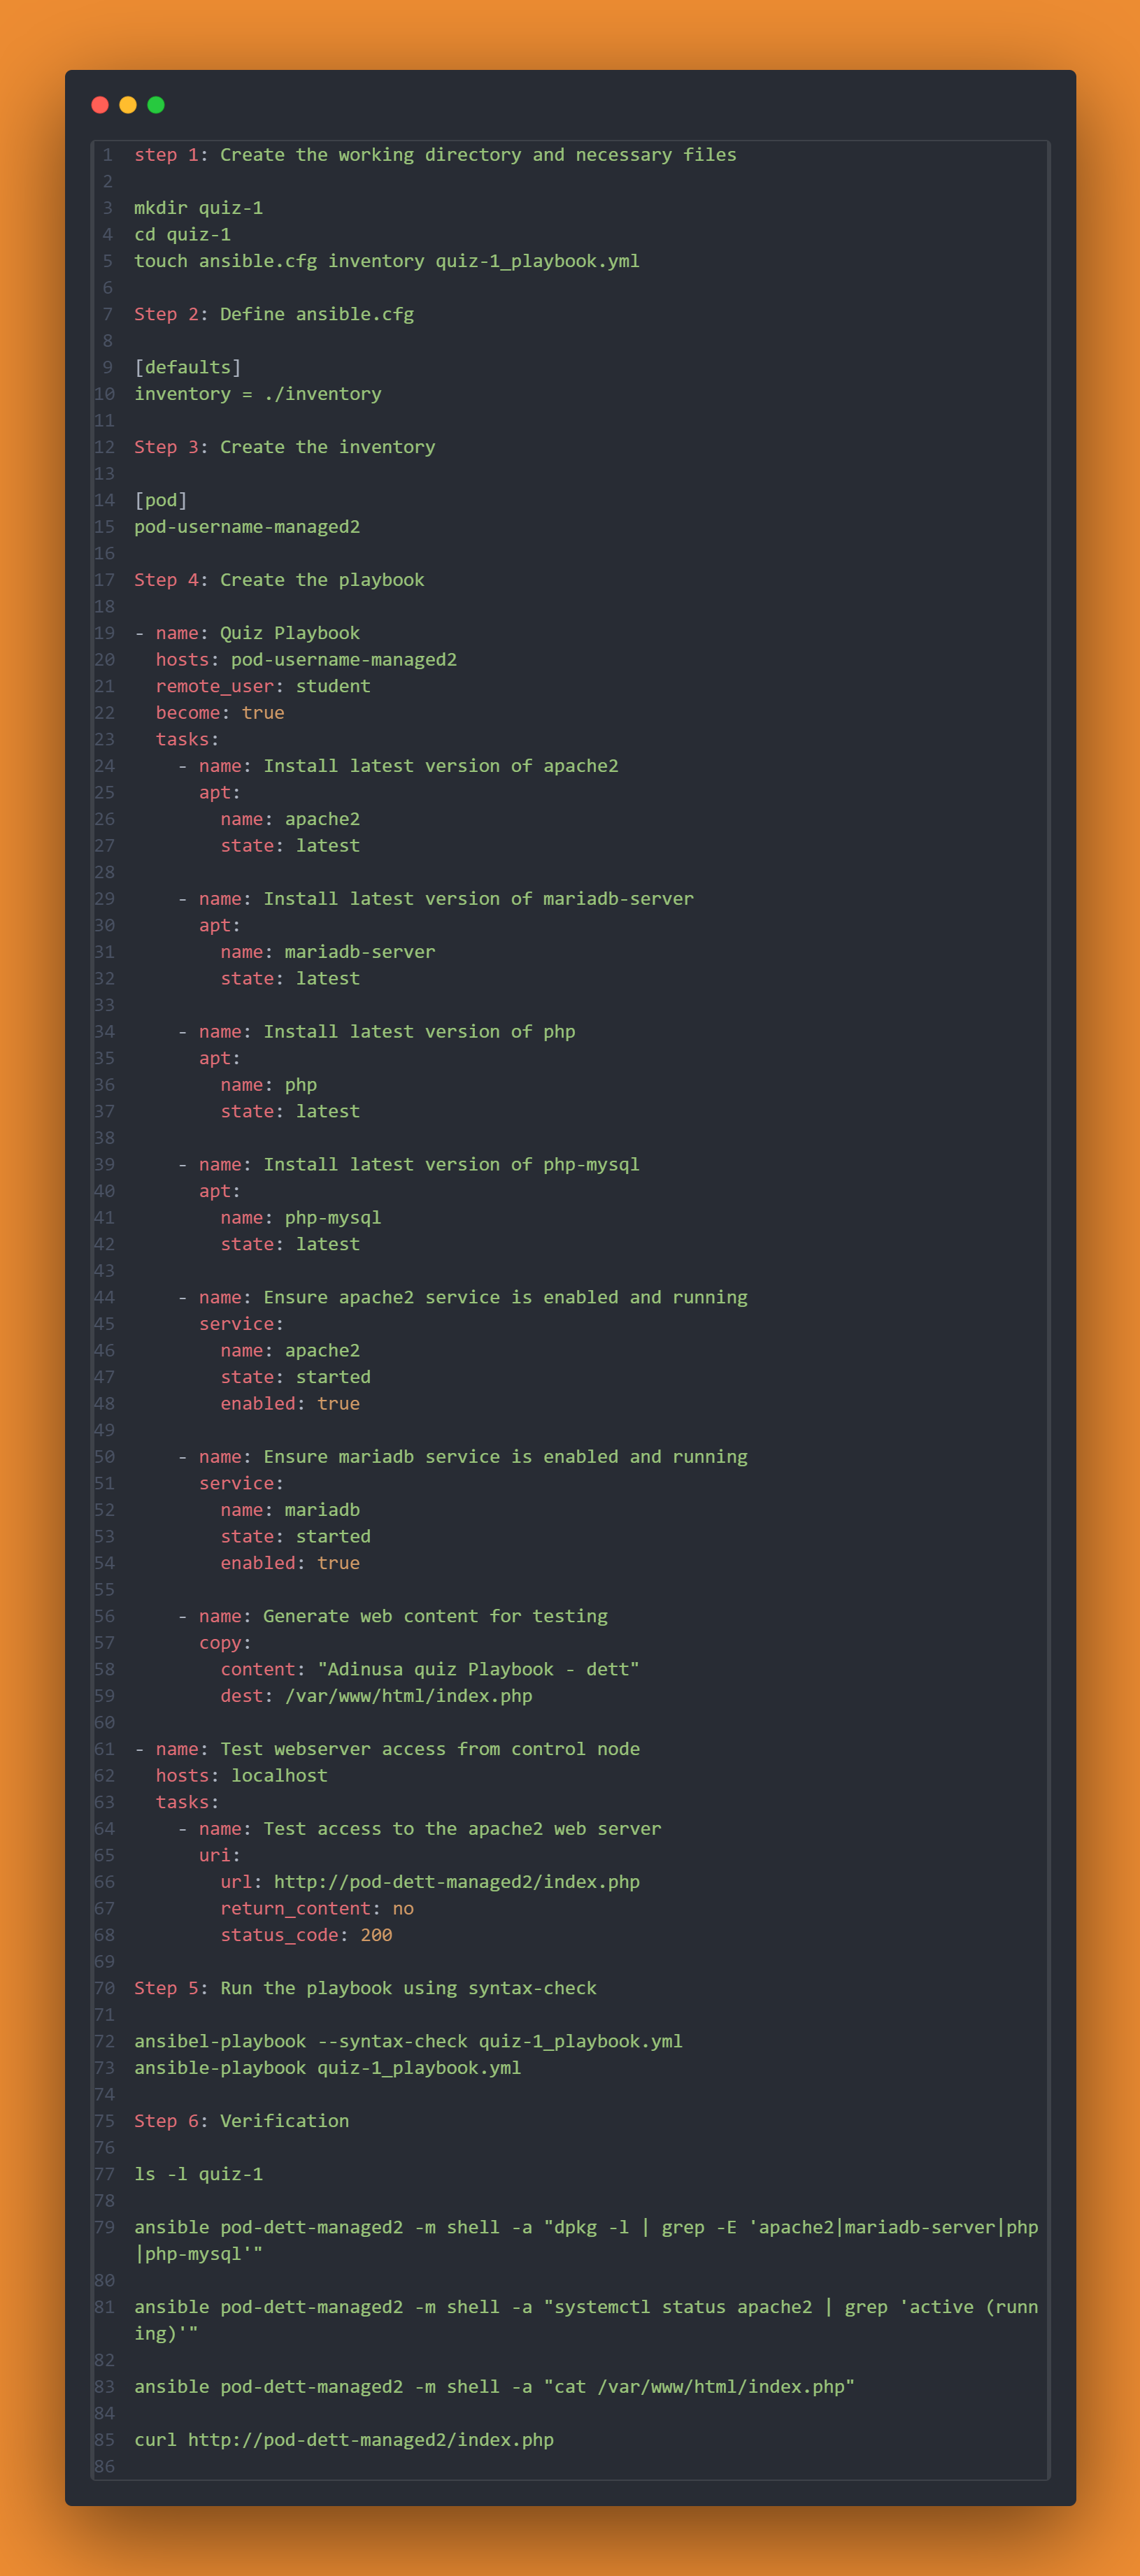 1 step 1: Create the working directory and necessary files
2
3 mkdir quiz-1
4 cd quiz-1
5 touch ansible.cfg inventory quiz-1_playbook.yml
6
7 Step 2: Define ansible.cfg
8
9 [defaults]
10 inventory = ./inventory
11
12 Step 3: Create the inventory
13
14 [pod]
15 pod-username-managed2
16
17 Step 4: Create the playbook
18
19 - name: Quiz Playbook
20   hosts: pod-username-managed2
21   remote_user: student
22   become: true
23   tasks:
24     - name: Install latest version of apache2
25       apt:
26         name: apache2
27         state: latest
28
29     - name: Install latest version of mariadb-server
30       apt:
31         name: mariadb-server
32         state: latest
33
34     - name: Install latest version of php
35       apt:
36         name: php
37         state: latest
38
39     - name: Install latest version of php-mysql
40       apt:
41         name: php-mysql
42         state: latest
43
44     - name: Ensure apache2 service is enabled and running
45       service:
46         name: apache2
47         state: started
48         enabled: true
49
50     - name: Ensure mariadb service is enabled and running
51       service:
52         name: mariadb
53         state: started
54         enabled: true
55
56     - name: Generate web content for testing
57       copy:
58         content: "Adinusa quiz Playbook - dett"
59         dest: /var/www/html/index.php
60
61 - name: Test webserver access from control node
62   hosts: localhost
63   tasks:
64     - name: Test access to the apache2 web server
65       uri:
66         url: http://pod-dett-managed2/index.php
67         return_content: no
68         status_code: 200
69
70 Step 5: Run the playbook using syntax-check
71
72 ansibel-playbook --syntax-check quiz-1_playbook.yml
73 ansible-playbook quiz-1_playbook.yml
74
75 Step 6: Verification
76
77 ls -l quiz-1
78
79 ansible pod-dett-managed2 -m shell -a "dpkg -l | grep -E 'apache2|mariadb-server|php
|php-mysql'"
80
81 ansible pod-dett-managed2 -m shell -a "systemctl status apache2 | grep 'active (runn
ing)'"
82
83 ansible pod-dett-managed2 -m shell -a "cat /var/www/html/index.php"
84
85 curl http://pod-dett-managed2/index.php
86